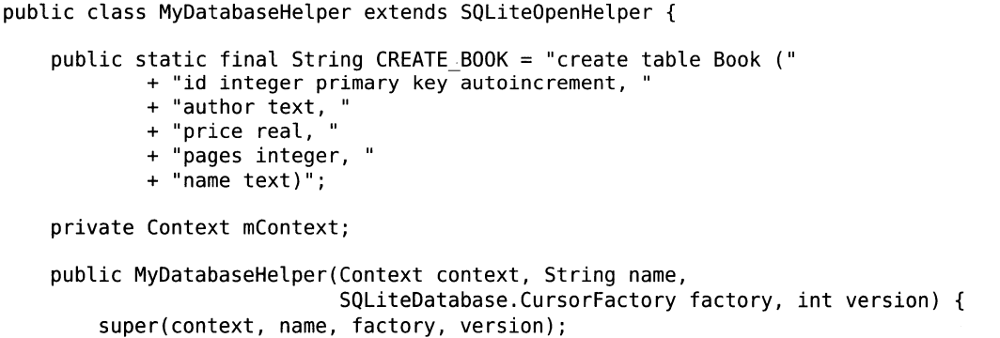 public class MyDatabaseHelper extends SQLiteOpenHelper {
public static final String CREATE_BOOK = "create table Book ("
+ "id integer primary key autoincrement, "
+ "author text, "
+ "price real, "
+ "pages integer, "
+ "name text)";
private Context mContext;
public MyDatabaseHelper(Context context, String name,
SQLiteDatabase.CursorFactory factory, int version) {
super(context, name, factory, version);